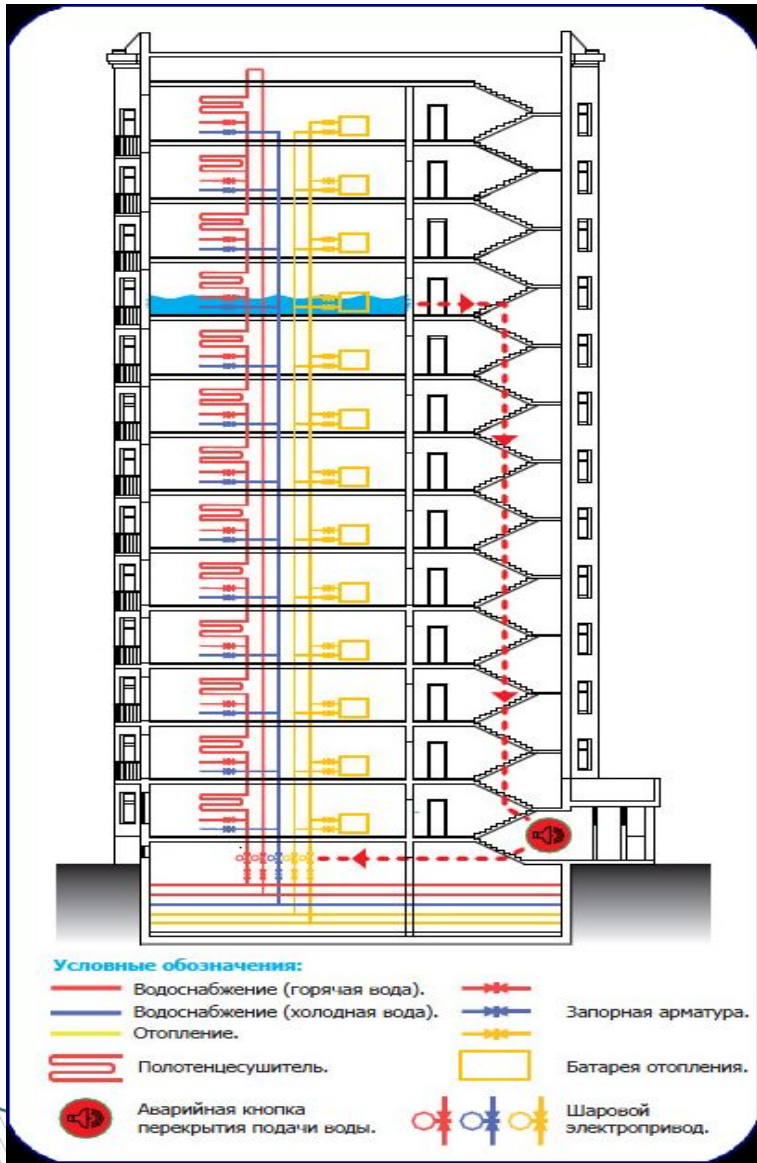 Условные обозначения:
Водоснабжение (горячая вода).
Водоснабжение (холодная вода).
Запорная арматура.
Отопление.
Полотенцесушитель.
Батарея отопления.
Аварийная кнопка
перекрытия подачи воды.
Шаровой
электропривод.